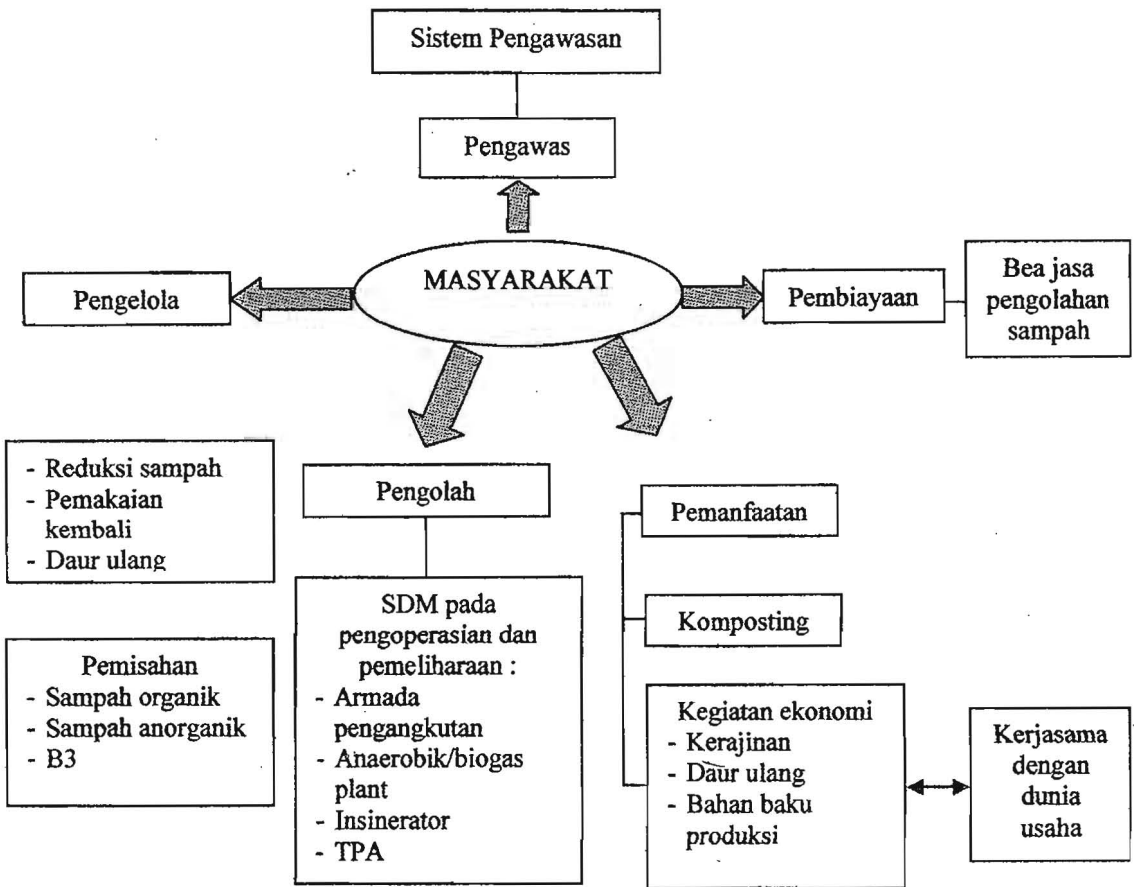 Sistem Pengawasan
Pengawas
MASYARAKAT
Pengelola
Pembiayaan
Bea jasa
pengolahan
sampah
- Reduksi sampah
- Pemakaian
kembali
- Daur ulang
Pemisahan
- Sampah organik
- Sampah anorganik
- B3
Pengolah
SDM pada
pengoperasian dan
pemeliharaan :
- Armada
pengangkutan
- Anaerobik/biogas
plant
- Insinerator
- TPA
Pemanfaatan
Komposting
Kegiatan ekonomi
- Kerajinan
- Daur ulang
- Bahan baku
produksi
Kerjasama
dengan
dunia
usaha